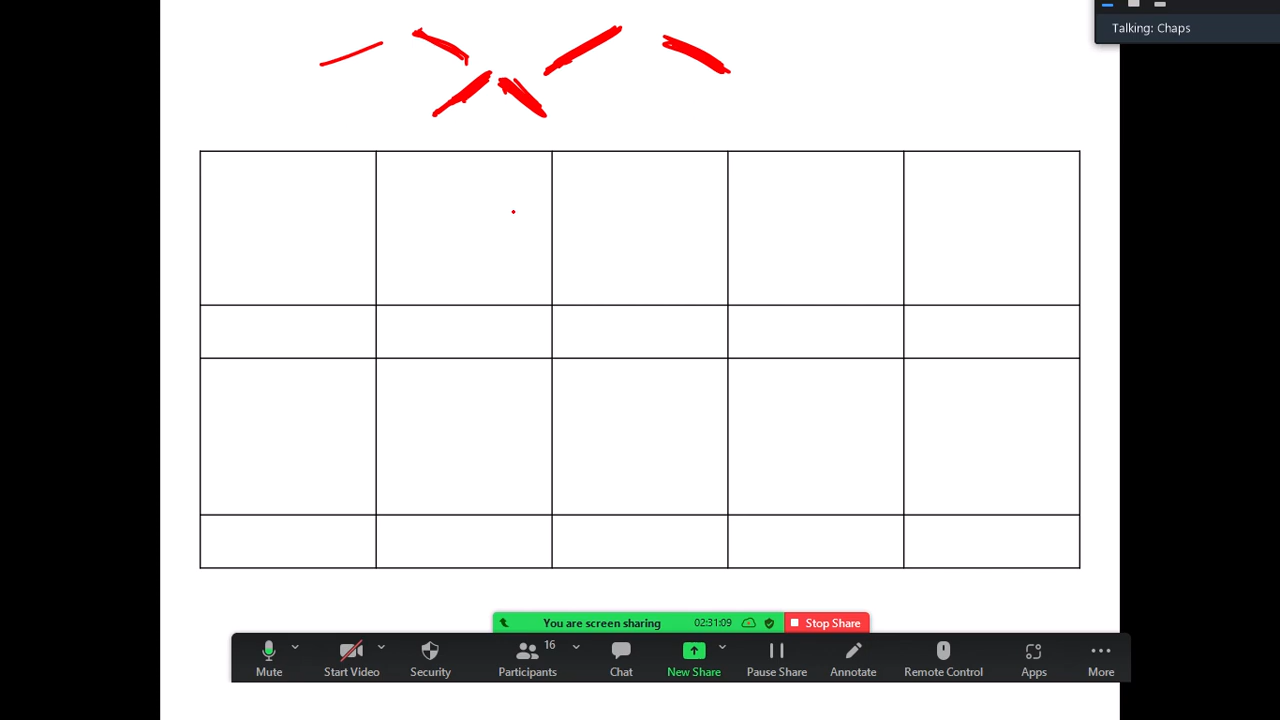 Talking: Chaps
You are screen sharing 02:31:09 Stop Share
16
Mute Start Video Security Participants Chat New Share Pause Share Annotate Remote Control Apps More